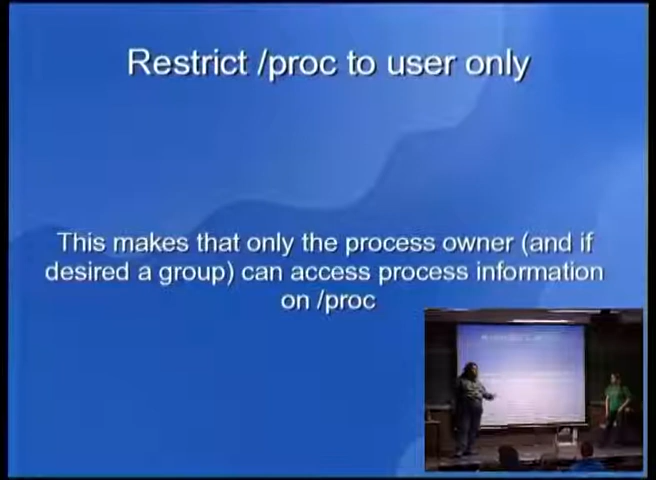 Restrict /proc to user only
This makes that only the process owner (and if
desired a group) can access process information
on /proc